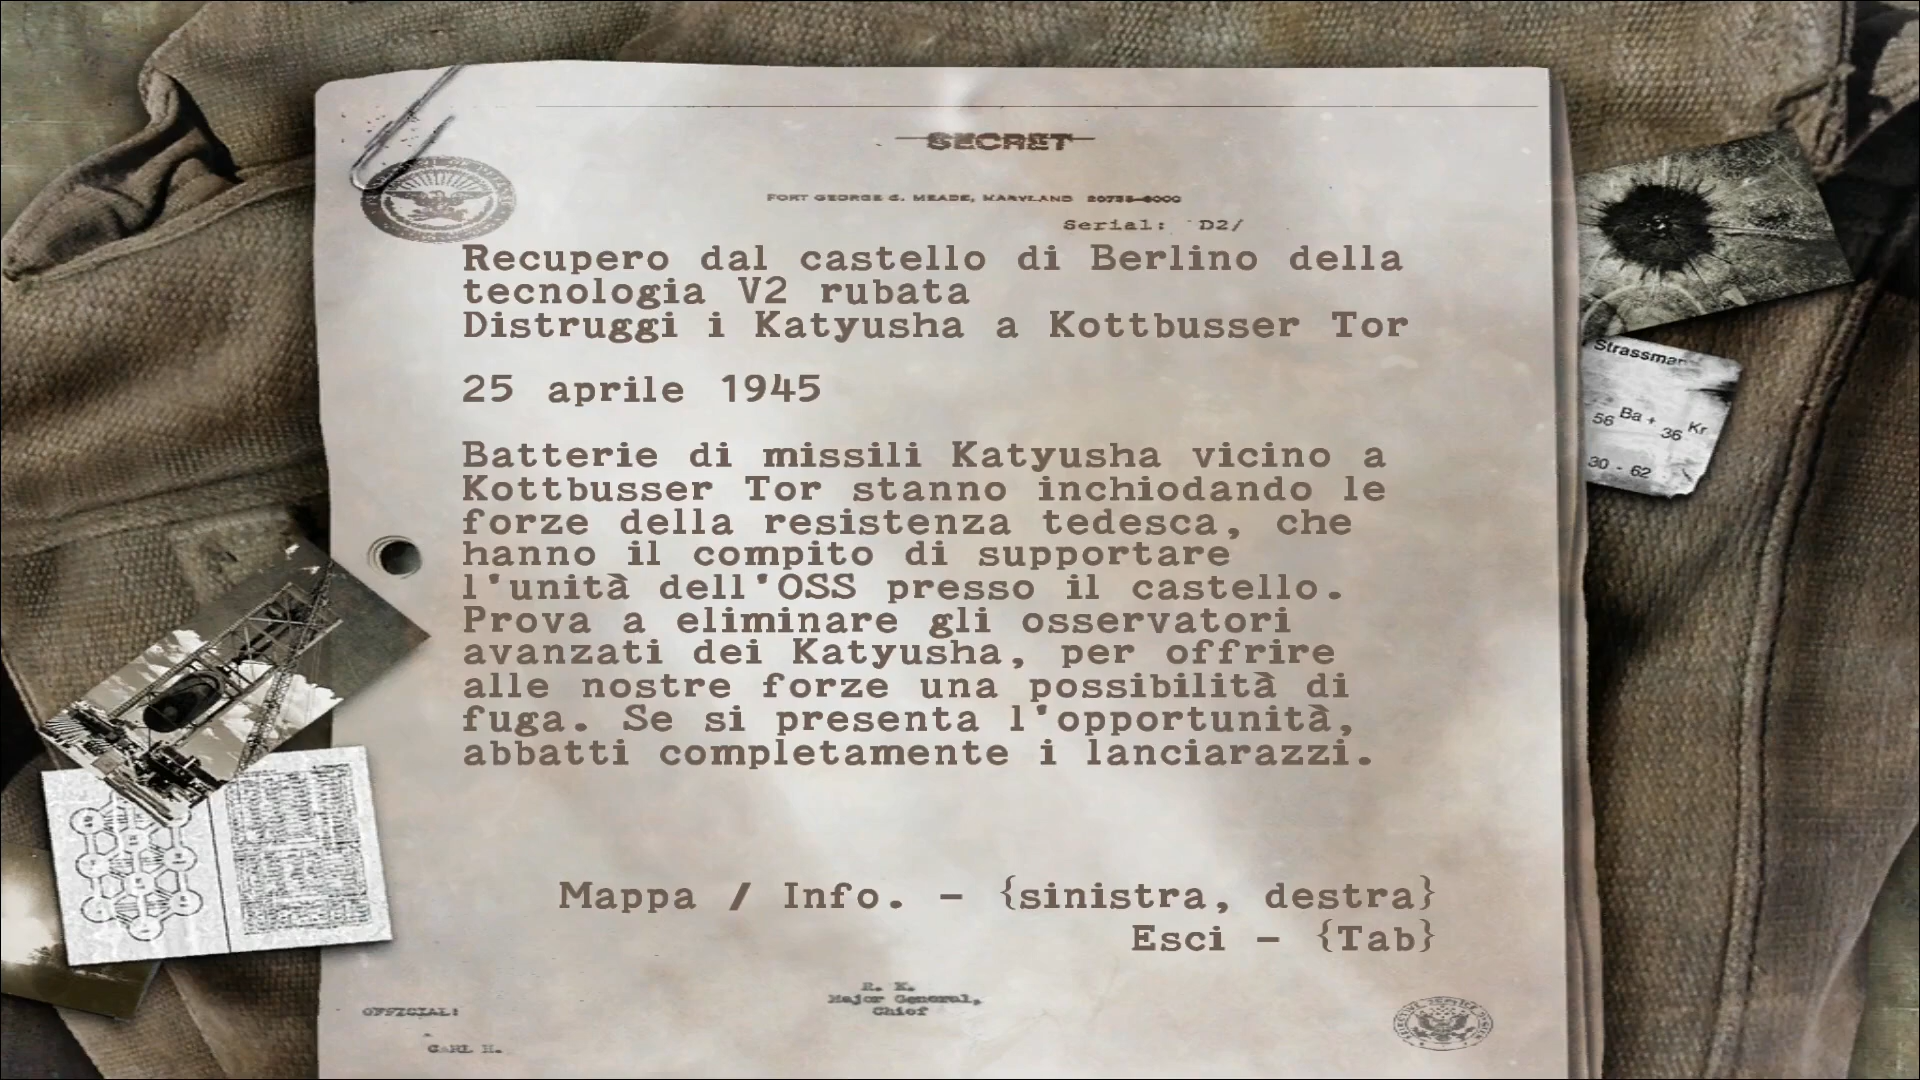 SECRET
FORT GEORGE G. MEADE, MARYLAND 20755-6000
Serial: D2/
Recupero dal castello di Berlino della
tecnologia V2 rubata
Distruggi i Katyusha a Kottbusser Tor
25 aprile 1945
Batterie di missili Katyusha vicino a
Kottbusser Tor stanno inchiodando le
forze della resistenza tedesca, che
hanno il compito di supportare
l'unità dell'OSS presso il castello.
Prova a eliminare gli osservatori
avanzati dei Katyusha, per offrire
alle nostre forze una possibilità di
fuga. Se si presenta l'opportunità,
abbatti completamente i lanciarazzi.
Mappa / Info. - {sinistra, destra}
Esci - {Tab}
R. K.
Major General,
Chief
OFFICIAL:
CARL H.
Strassman
56 Ba + 36 Kr
30 - 62